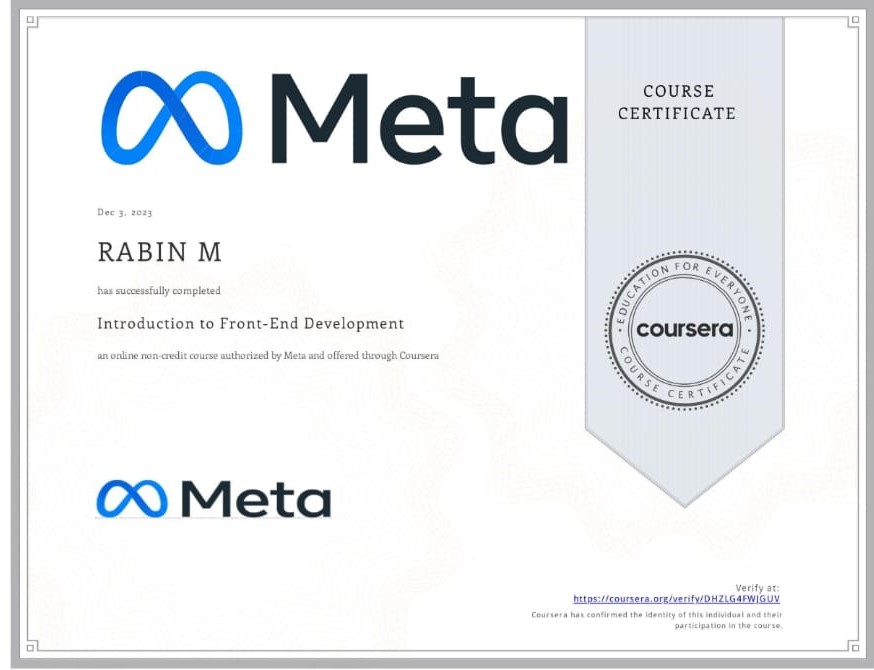 Meta
COURSE
CERTIFICATE
Dec 3, 2023
RABIN M
has successfully completed
Introduction to Front-End Development
an online non-credit course authorized by Meta and offered through Coursera
EDUCATION FOR EVERYONE
coursera
COURSE CERTIFICATE
Meta
Verify at:
https://coursera.org/verify/DHZLG4FWJGUV
Coursera has confirmed the identity of this individual and their
participation in the course.